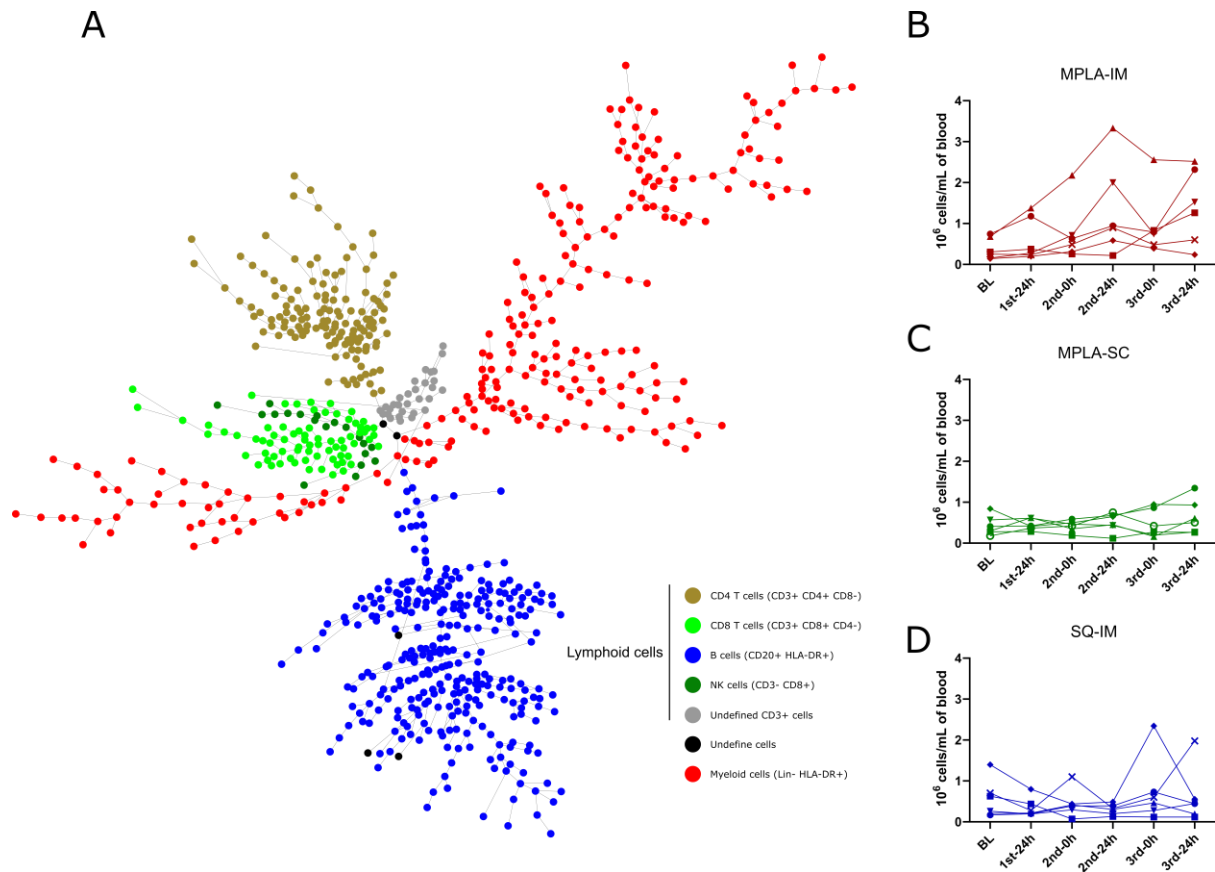 A
B
MPLA-IM
10⁶ cells/mL of blood
4
3
2
1
0
BL
1st-24h
2nd-0h
2nd-24h
3rd-0h
3rd-24h
C
MPLA-SC
10⁶ cells/mL of blood
4
3
2
1
0
BL
1st-24h
2nd-0h
2nd-24h
3rd-0h
3rd-24h
Lymphoid cells
CD4 T cells (CD3+ CD4+ CD8-)
CD8 T cells (CD3+ CD8+ CD4-)
B cells (CD20+ HLA-DR+)
NK cells (CD3- CD8+)
Undefined CD3+ cells
Undefine cells
Myeloid cells (Lin- HLA-DR+)
D
SQ-IM
10⁶ cells/mL of blood
4
3
2
1
0
BL
1st-24h
2nd-0h
2nd-24h
3rd-0h
3rd-24h